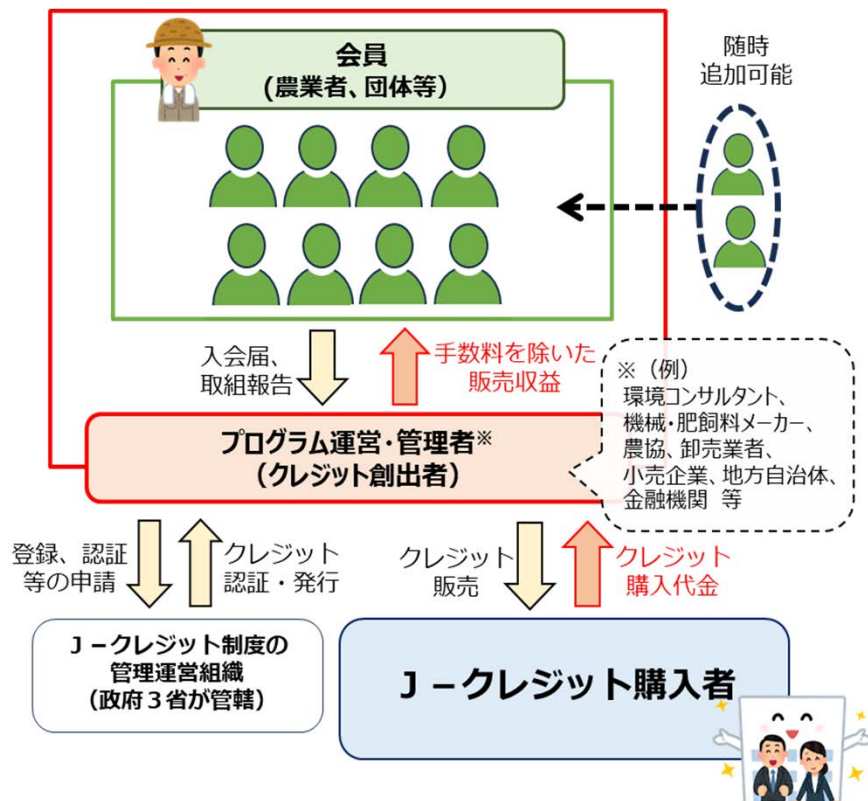 会員
(農業者、団体等)
随時
追加可能
入会届、
取組報告
手数料を除いた
販売収益
※（例）
環境コンサルタント、
機械・肥飼料メーカー、
農協、卸売業者、
小売企業、地方自治体、
金融機関 等
プログラム運営・管理者※
（クレジット創出者）
登録、認証
等の申請
クレジット
認証・発行
クレジット
販売
クレジット
購入代金
Ｊ－クレジット制度の
管理運営組織
（政府３省が管轄）
Ｊ－クレジット購入者